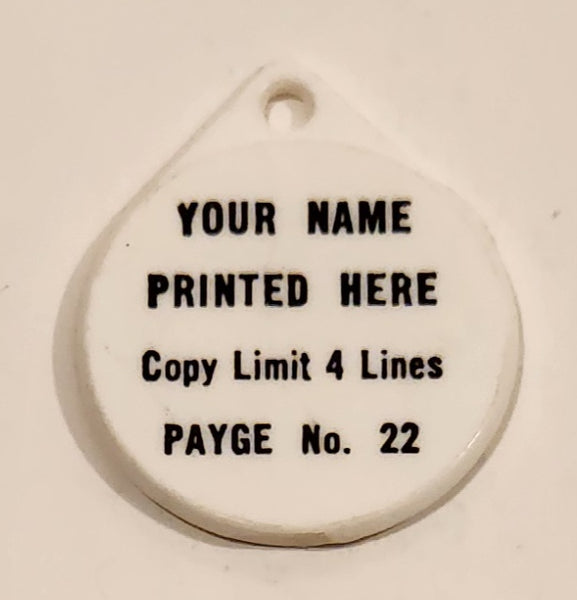 YOUR NAME
PRINTED HERE
Copy Limit 4 Lines
PAYGE No. 22